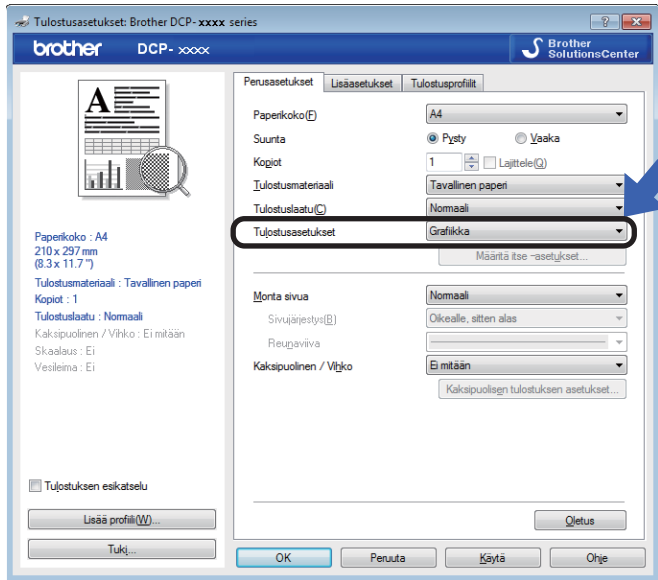 Tulostusasetukset: Brother DCP-xxxx series
brother DCP- xxxx
Brother
SolutionsCenter
A
Paperikoko : A4
210 x 297 mm
(8.3 x 11.7 ")
Tulostusmateriaali : Tavallinen paperi
Kopiot : 1
Tulostuslaatu : Normaali
Kaksipuolinen / Vihko : Ei mitään
Skaalaus : Ei
Vesileima : Ei
Tulostuksen esikatselu
Lisää profiili(W)...
Tuki...
Perusasetukset Lisäasetukset Tulostusprofiilit
Paperikoko(F) A4
Suunta Pysty Vaaka
Kopiot 1 Lajittele(Q)
Tulostusmateriaali Tavallinen paperi
Tulostuslaatu(C) Normaali
Tulostusasetukset Grafiikka
Määritä itse -asetukset...
Monta sivua Normaali
Sivujärjestys(B) Oikealle, sitten alas
Reunaviiva
Kaksipuolinen / Vihko Ei mitään
Kaksipuolisen tulostuksen asetukset...
Oletus
OK Peruuta Käytä Ohje